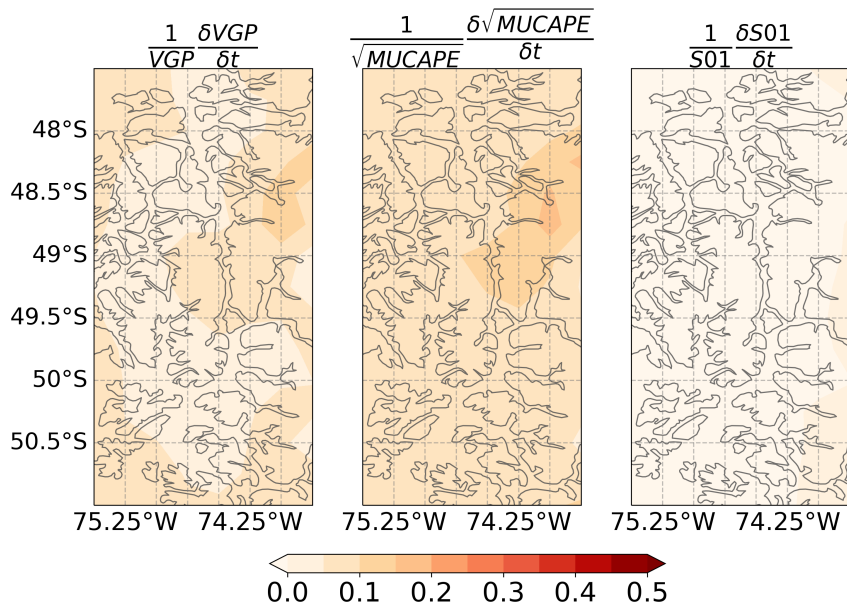 1/VGP δVGP/δt
1/√MUCAPE δ√MUCAPE/δt
1/S01 δS01/δt
48°S
48.5°S
49°S
49.5°S
50°S
50.5°S
75.25°W 74.25°W
75.25°W 74.25°W
75.25°W 74.25°W
0.0 0.1 0.2 0.3 0.4 0.5